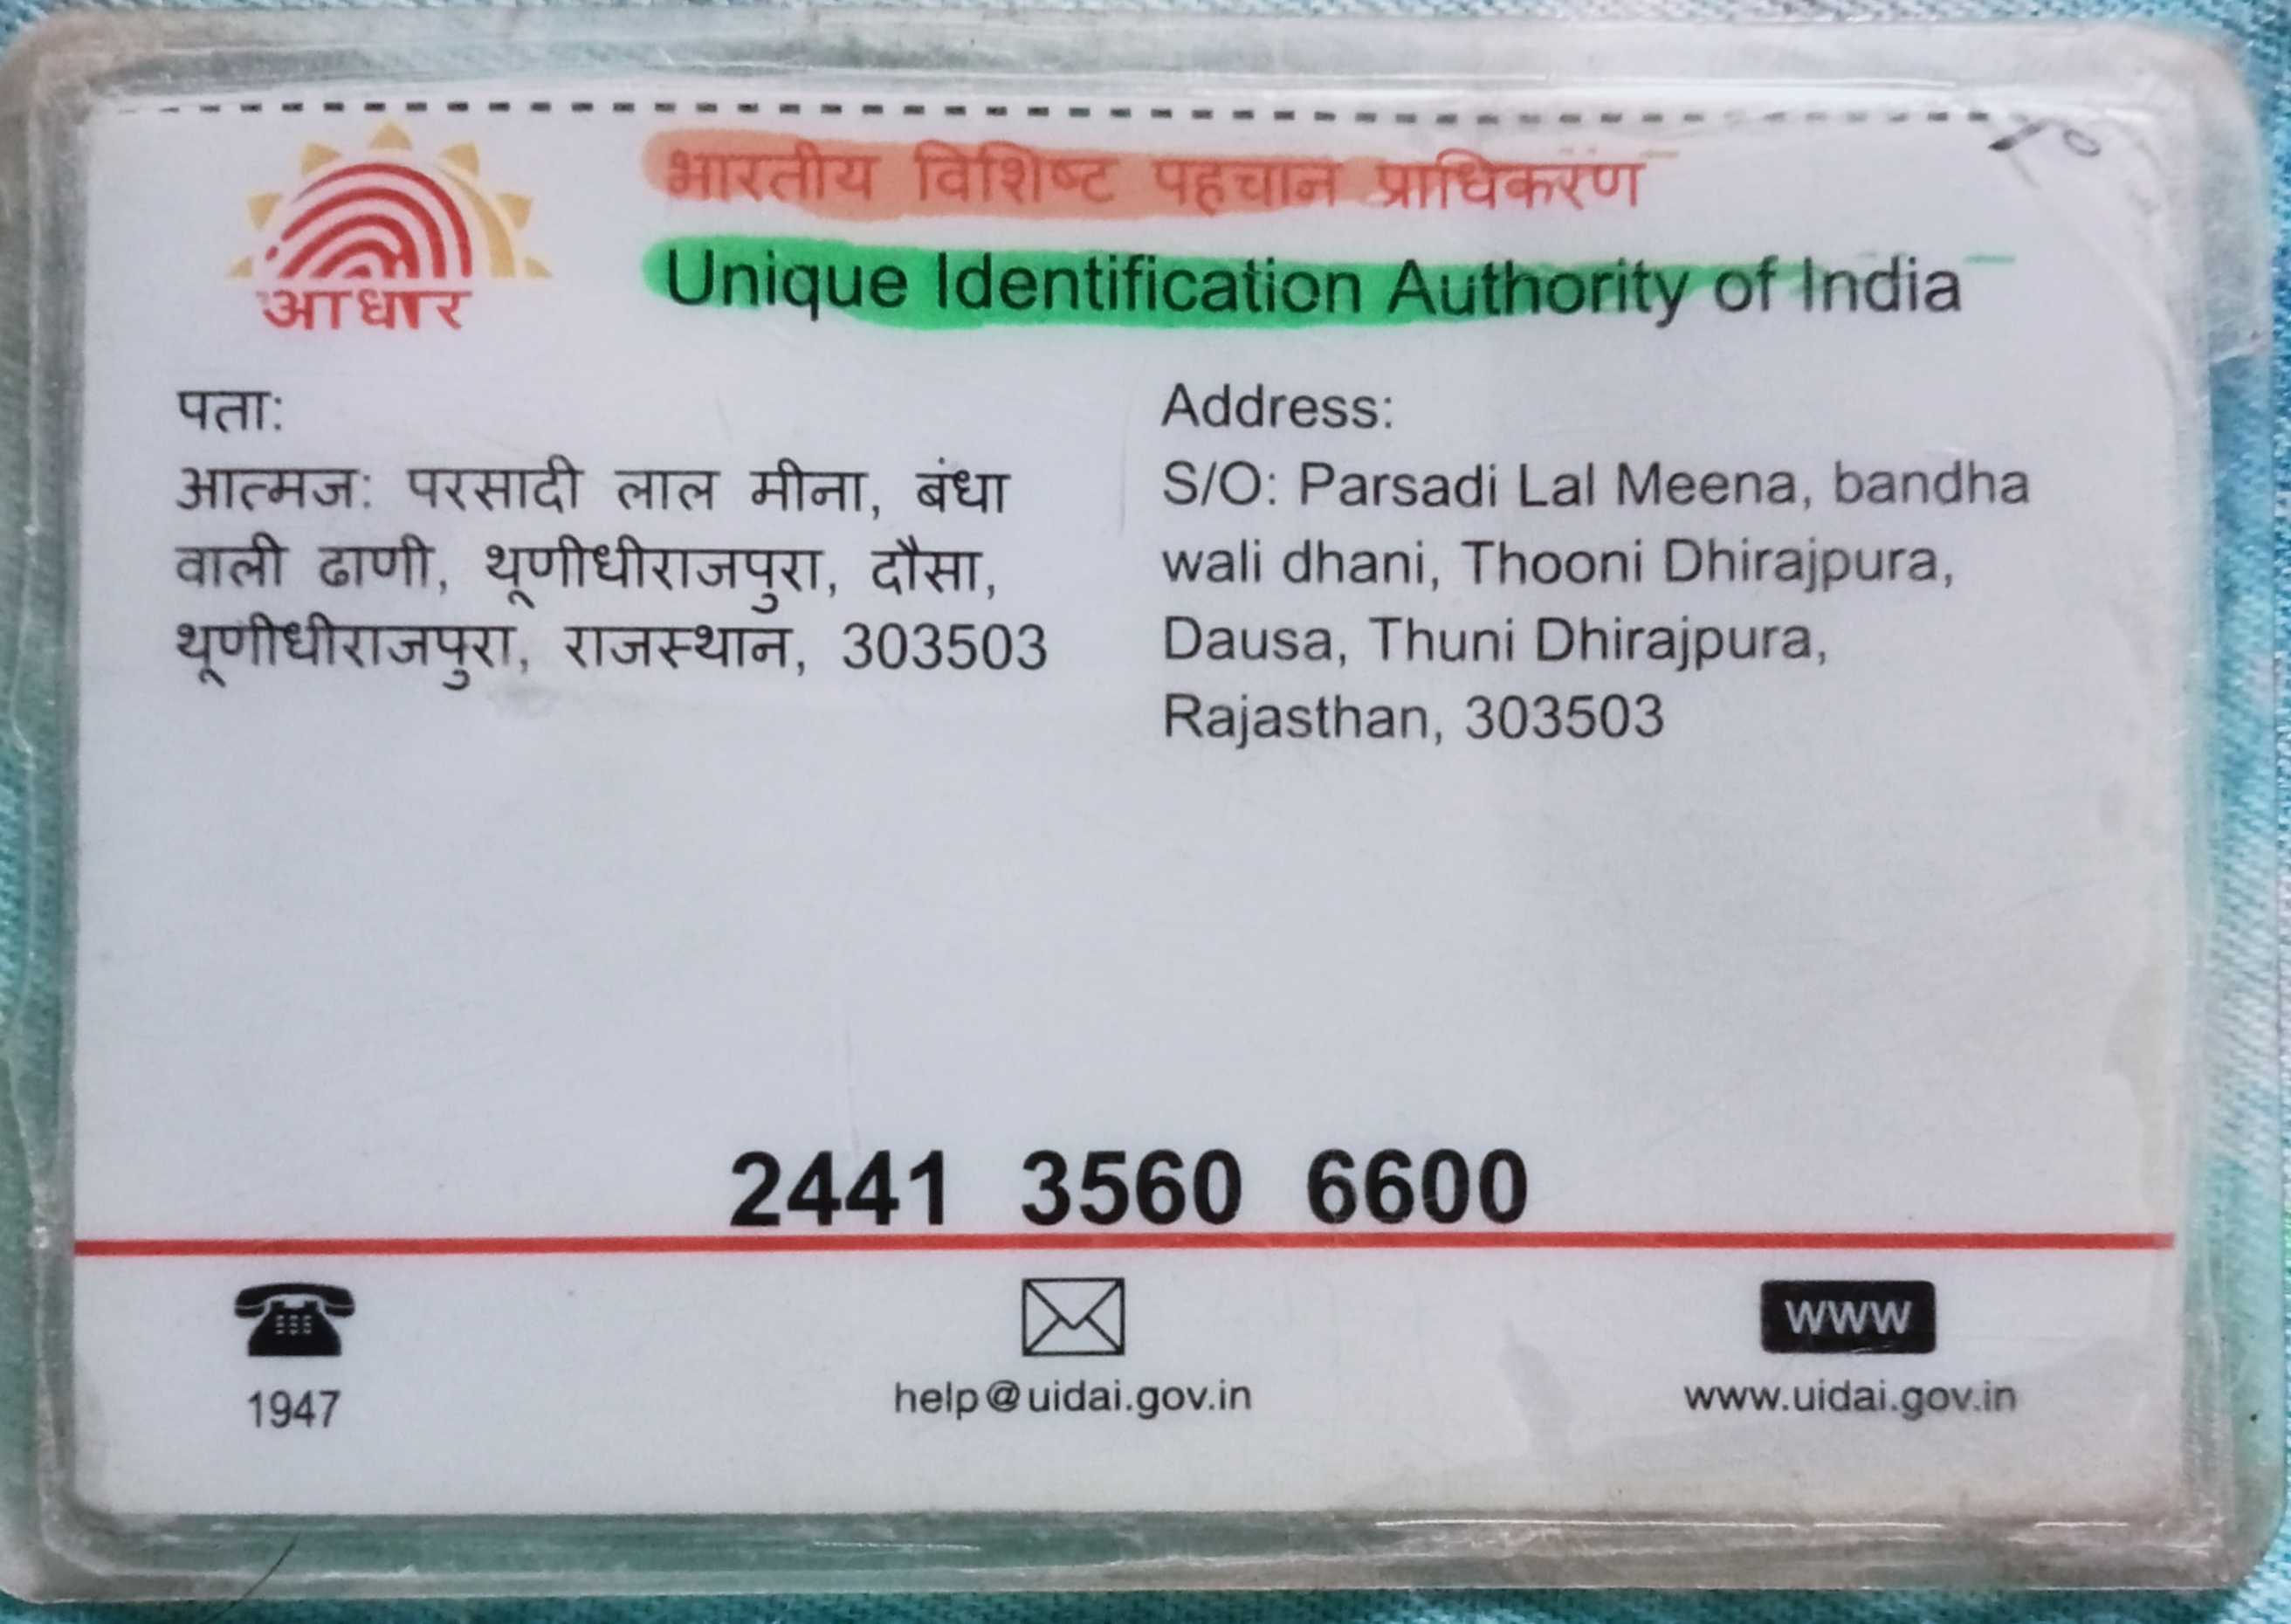 आधार
भारतीय विशिष्ट पहचान प्राधिकरण
Unique Identification Authority of India
पता:
आत्मज: परसादी लाल मीना, बंधा
वाली ढाणी, थूणीधीराजपुरा, दौसा,
थूणीधीराजपुरा, राजस्थान, 303503
Address:
S/O: Parsadi Lal Meena, bandha
wali dhani, Thooni Dhirajpura,
Dausa, Thuni Dhirajpura,
Rajasthan, 303503
2441 3560 6600
1947
help@uidai.gov.in
www
www.uidai.gov.in